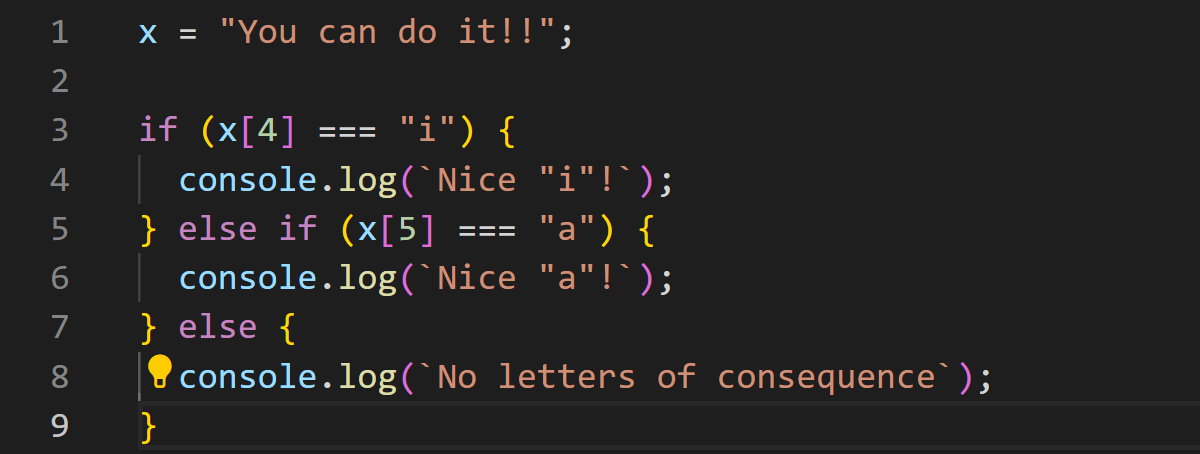 1 x = "You can do it!!";
2
3 if (x[4] === "i") {
4 console.log(`Nice "i"!`);
5 } else if (x[5] === "a") {
6 console.log(`Nice "a"!`);
7 } else {
8 console.log(`No letters of consequence`);
9 }